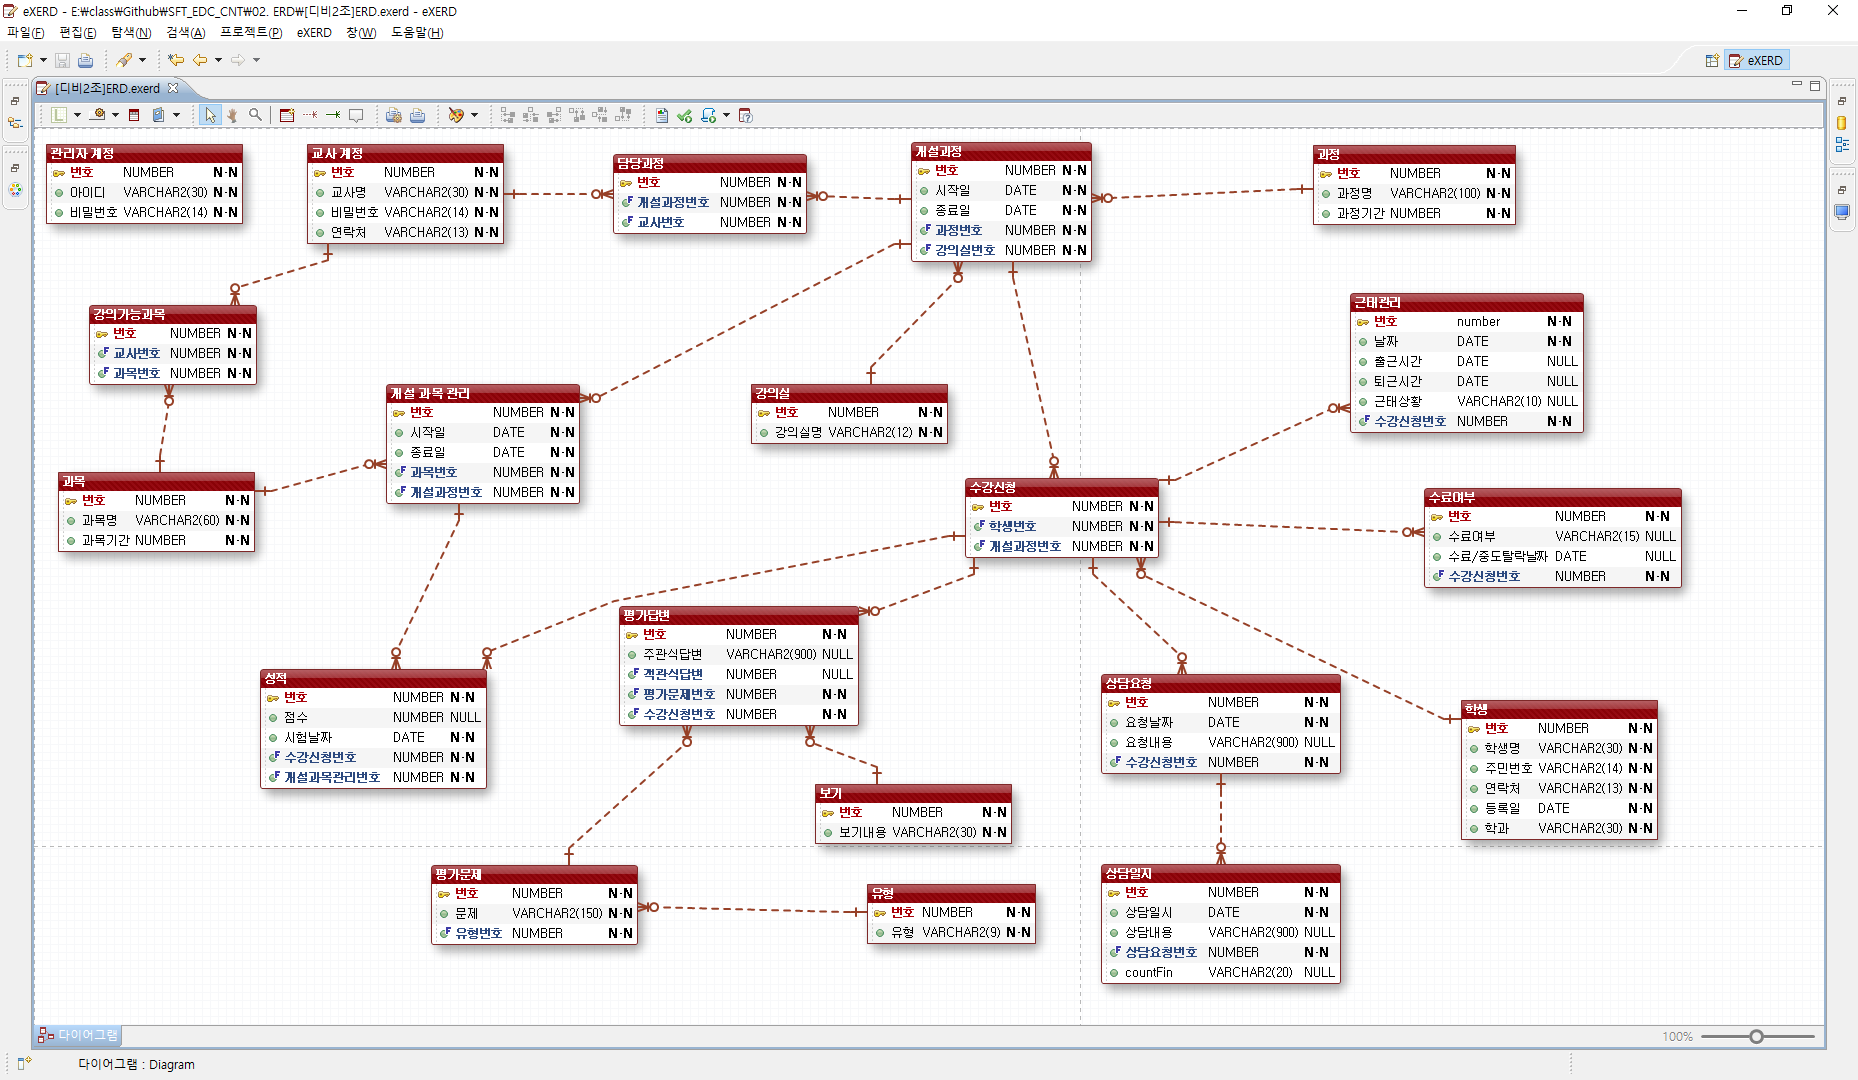 eXERD - E:₩class₩Github₩SFT_EDC_CNT₩02. ERD₩[디비2조]ERD.exerd - eXERD
파일(F) 편집(E) 탐색(N) 검색(A) 프로젝트(P) eXERD 창(W) 도움말(H)
eXERD
[디비2조]ERD.exerd
관리자 계정
번호 NUMBER N-N
아이디 VARCHAR2(30) N-N
비밀번호 VARCHAR2(14) N-N
교사 계정
번호 NUMBER N-N
교사명 VARCHAR2(30) N-N
비밀번호 VARCHAR2(14) N-N
연락처 VARCHAR2(13) N-N
담당과정
번호 NUMBER N-N
개설과정번호 NUMBER N-N
교사번호 NUMBER N-N
개설과정
번호 NUMBER N-N
시작일 DATE N-N
종료일 DATE N-N
과정번호 NUMBER N-N
강의실번호 NUMBER N-N
과정
번호 NUMBER N-N
과정명 VARCHAR2(100) N-N
과정기간 NUMBER N-N
강의가능과목
번호 NUMBER N-N
교사번호 NUMBER N-N
과목번호 NUMBER N-N
개설 과목 관리
번호 NUMBER N-N
시작일 DATE N-N
종료일 DATE N-N
과목번호 NUMBER N-N
개설과정번호 NUMBER N-N
강의실
번호 NUMBER N-N
강의실명 VARCHAR2(12) N-N
근태관리
번호 number N-N
날짜 DATE N-N
출근시간 DATE NULL
퇴근시간 DATE NULL
근태상황 VARCHAR2(10) NULL
수강신청번호 NUMBER N-N
과목
번호 NUMBER N-N
과목명 VARCHAR2(60) N-N
과목기간 NUMBER N-N
수강신청
번호 NUMBER N-N
학생번호 NUMBER N-N
개설과정번호 NUMBER N-N
수료여부
번호 NUMBER N-N
수료여부 VARCHAR2(15) NULL
수료/중도탈락날짜 DATE NULL
수강신청번호 NUMBER N-N
평가답변
번호 NUMBER N-N
주관식답변 VARCHAR2(900) NULL
객관식답변 NUMBER NULL
평가문제번호 NUMBER N-N
수강신청번호 NUMBER N-N
성적
번호 NUMBER N-N
점수 NUMBER NULL
시험날짜 DATE N-N
수강신청번호 NUMBER N-N
개설과목관리번호 NUMBER N-N
상담요청
번호 NUMBER N-N
요청날짜 DATE N-N
요청내용 VARCHAR2(900) NULL
수강신청번호 NUMBER N-N
학생
번호 NUMBER N-N
학생명 VARCHAR2(30) N-N
주민번호 VARCHAR2(14) N-N
연락처 VARCHAR2(13) N-N
등록일 DATE N-N
학과 VARCHAR2(30) N-N
보기
번호 NUMBER N-N
보기내용 VARCHAR2(30) N-N
평가문제
번호 NUMBER N-N
문제 VARCHAR2(150) N-N
유형번호 NUMBER N-N
유형
번호 NUMBER N-N
유형 VARCHAR2(9) N-N
상담일지
번호 NUMBER N-N
상담일시 DATE N-N
상담내용 VARCHAR2(900) NULL
상담요청번호 NUMBER N-N
countFin VARCHAR2(20) NULL
다이어그램
100%
다이어그램 : Diagram